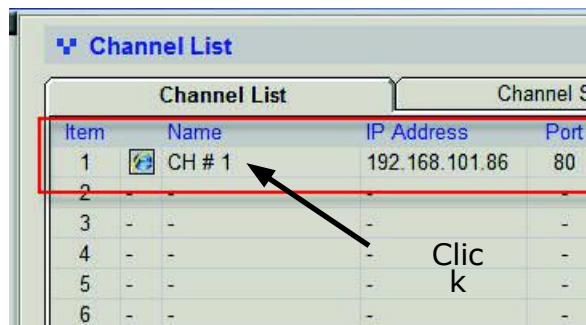 Channel List
Channel List Channel S
Item Name IP Address Port
1 CH # 1 192.168.101.86 80
2 - - - -
3 - - - -
4 - - - -
5 - - - -
6 - - - -
Clic
k